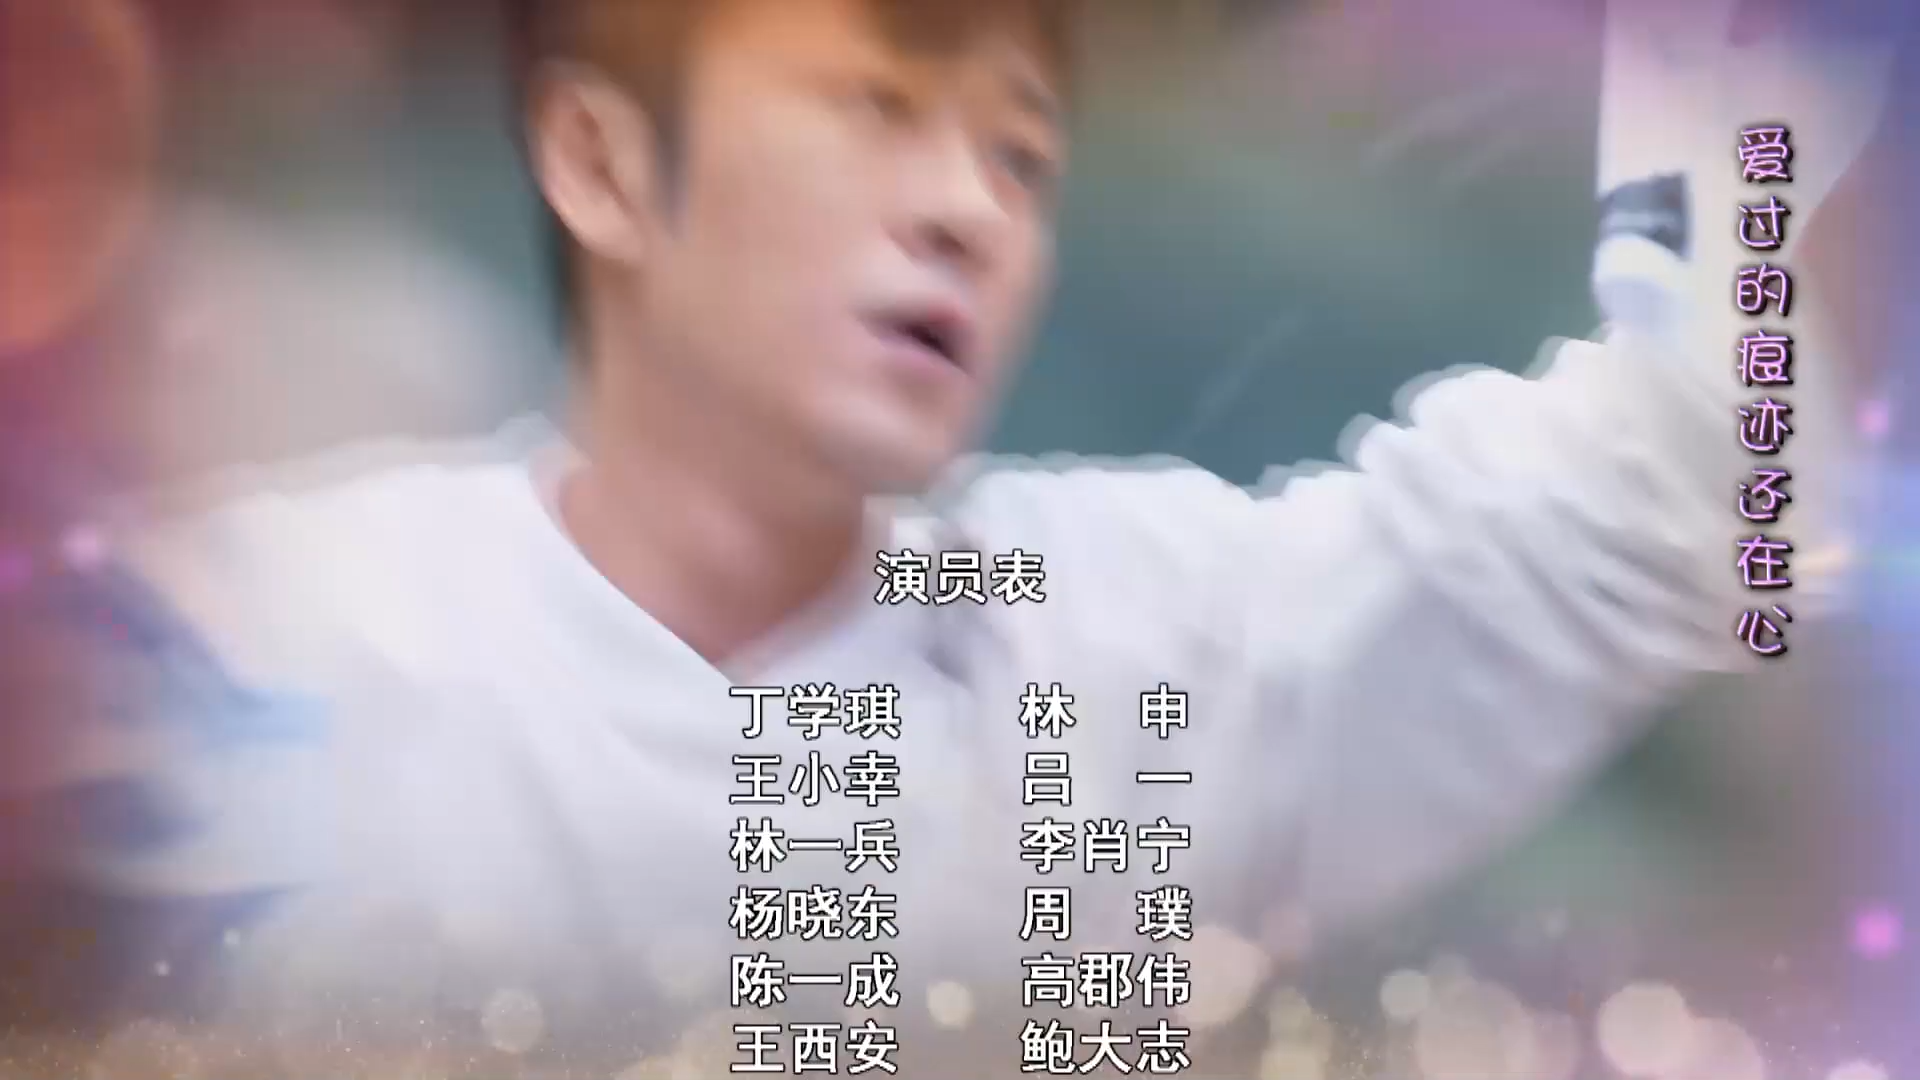 爱过的痕迹还在心
演员表
丁学琪 林 申
王小幸 吕 一
林一兵 李肖宁
杨晓东 周 璞
陈一成 高郡伟
王西安 鲍大志